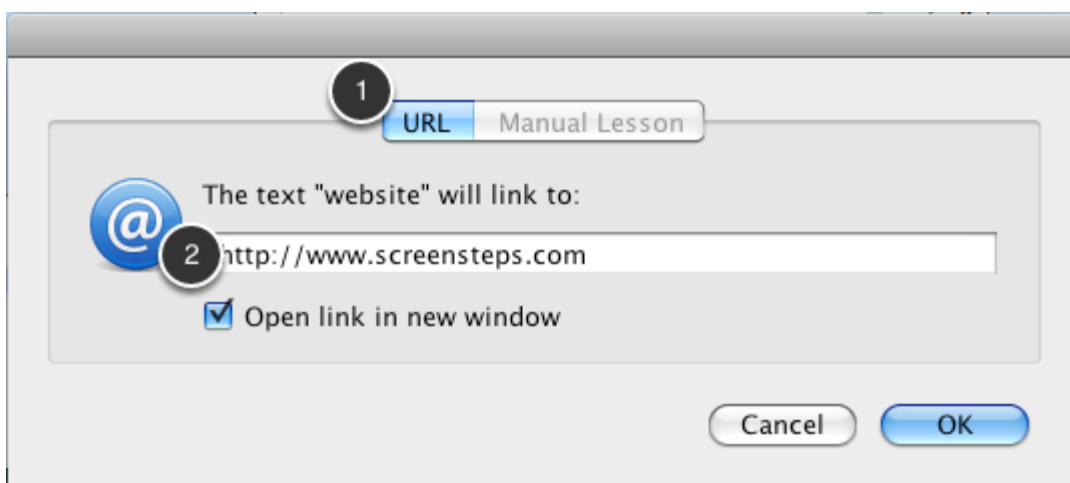 1
URL Manual Lesson
@
The text "website" will link to:
2
http://www.screensteps.com
Open link in new window
Cancel OK